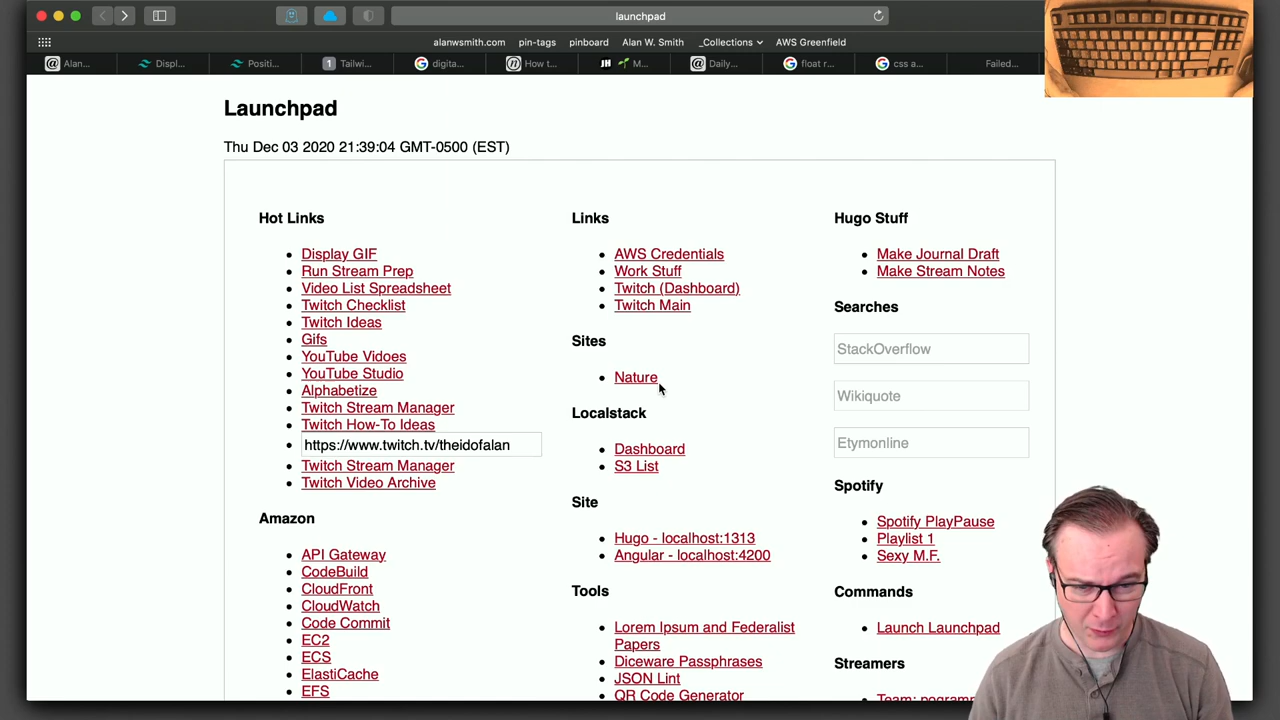 launchpad
alanwsmith.com pin-tags pinboard Alan W. Smith _Collections AWS Greenfield
Alan... Displ... Positi... Tailwi... digita... How t... M... Daily... float r... css a... Failed...
Launchpad
Thu Dec 03 2020 21:39:04 GMT-0500 (EST)
Hot Links
Display GIF
Run Stream Prep
Video List Spreadsheet
Twitch Checklist
Twitch Ideas
Gifs
YouTube Vidoes
YouTube Studio
Alphabetize
Twitch Stream Manager
Twitch How-To Ideas
https://www.twitch.tv/theidofalan
Twitch Stream Manager
Twitch Video Archive
Amazon
API Gateway
CodeBuild
CloudFront
CloudWatch
Code Commit
EC2
ECS
ElastiCache
EFS
Links
AWS Credentials
Work Stuff
Twitch (Dashboard)
Twitch Main
Sites
Nature
Localstack
Dashboard
S3 List
Site
Hugo - localhost:1313
Angular - localhost:4200
Tools
Lorem Ipsum and Federalist
Papers
Diceware Passphrases
JSON Lint
QR Code Generator
Hugo Stuff
Make Journal Draft
Make Stream Notes
Searches
StackOverflow
Wikiquote
Etymonline
Spotify
Spotify PlayPause
Playlist 1
Sexy M.F.
Commands
Launch Launchpad
Streamers
Team: